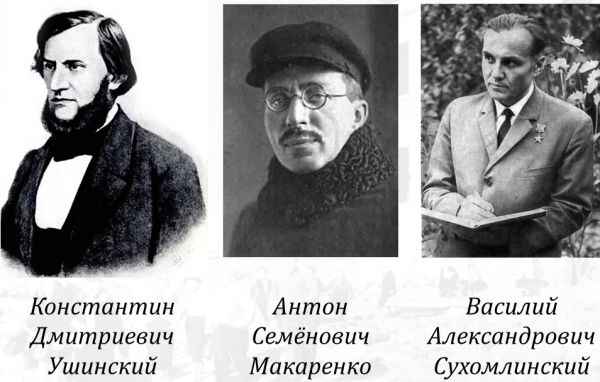 Константин
Дмитриевич
Ушинский
Антон
Семёнович
Макаренко
Василий
Александрович
Сухомлинский